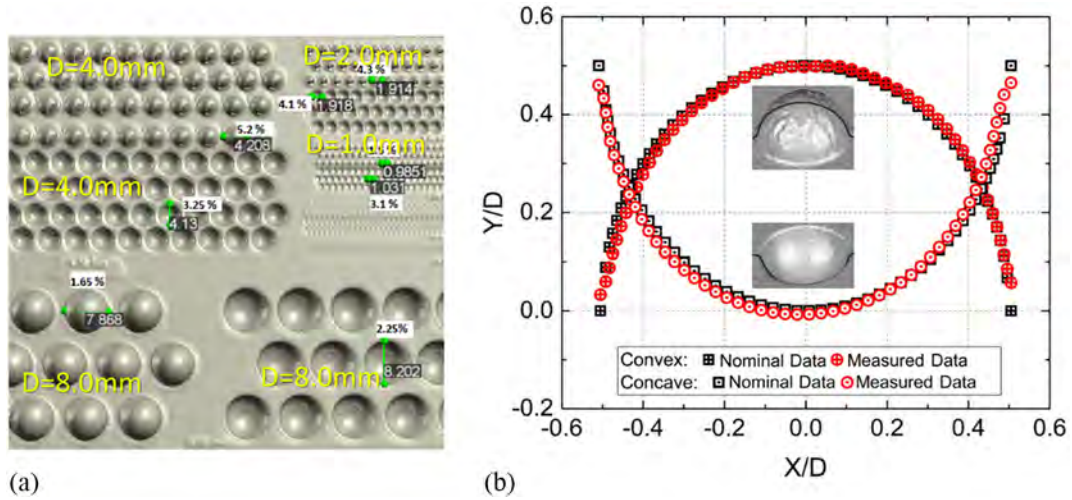 D=4.0mm
D=2.0mm
4.3 %
1.914
4.1 %
1.918
5.2 %
4.208
D=1.0mm
0.9851
1.031
3.1 %
D=4.0mm
3.25 %
4.13
1.65 %
7.868
2.25%
8.202
D=8.0mm
D=8.0mm
(a)
0.6
0.4
0.2
0.0
-0.2
Y/D
-0.6
-0.4
-0.2
0.0
0.2
0.4
0.6
X/D
Convex: Nominal Data Measured Data
Concave: Nominal Data Measured Data
(b)